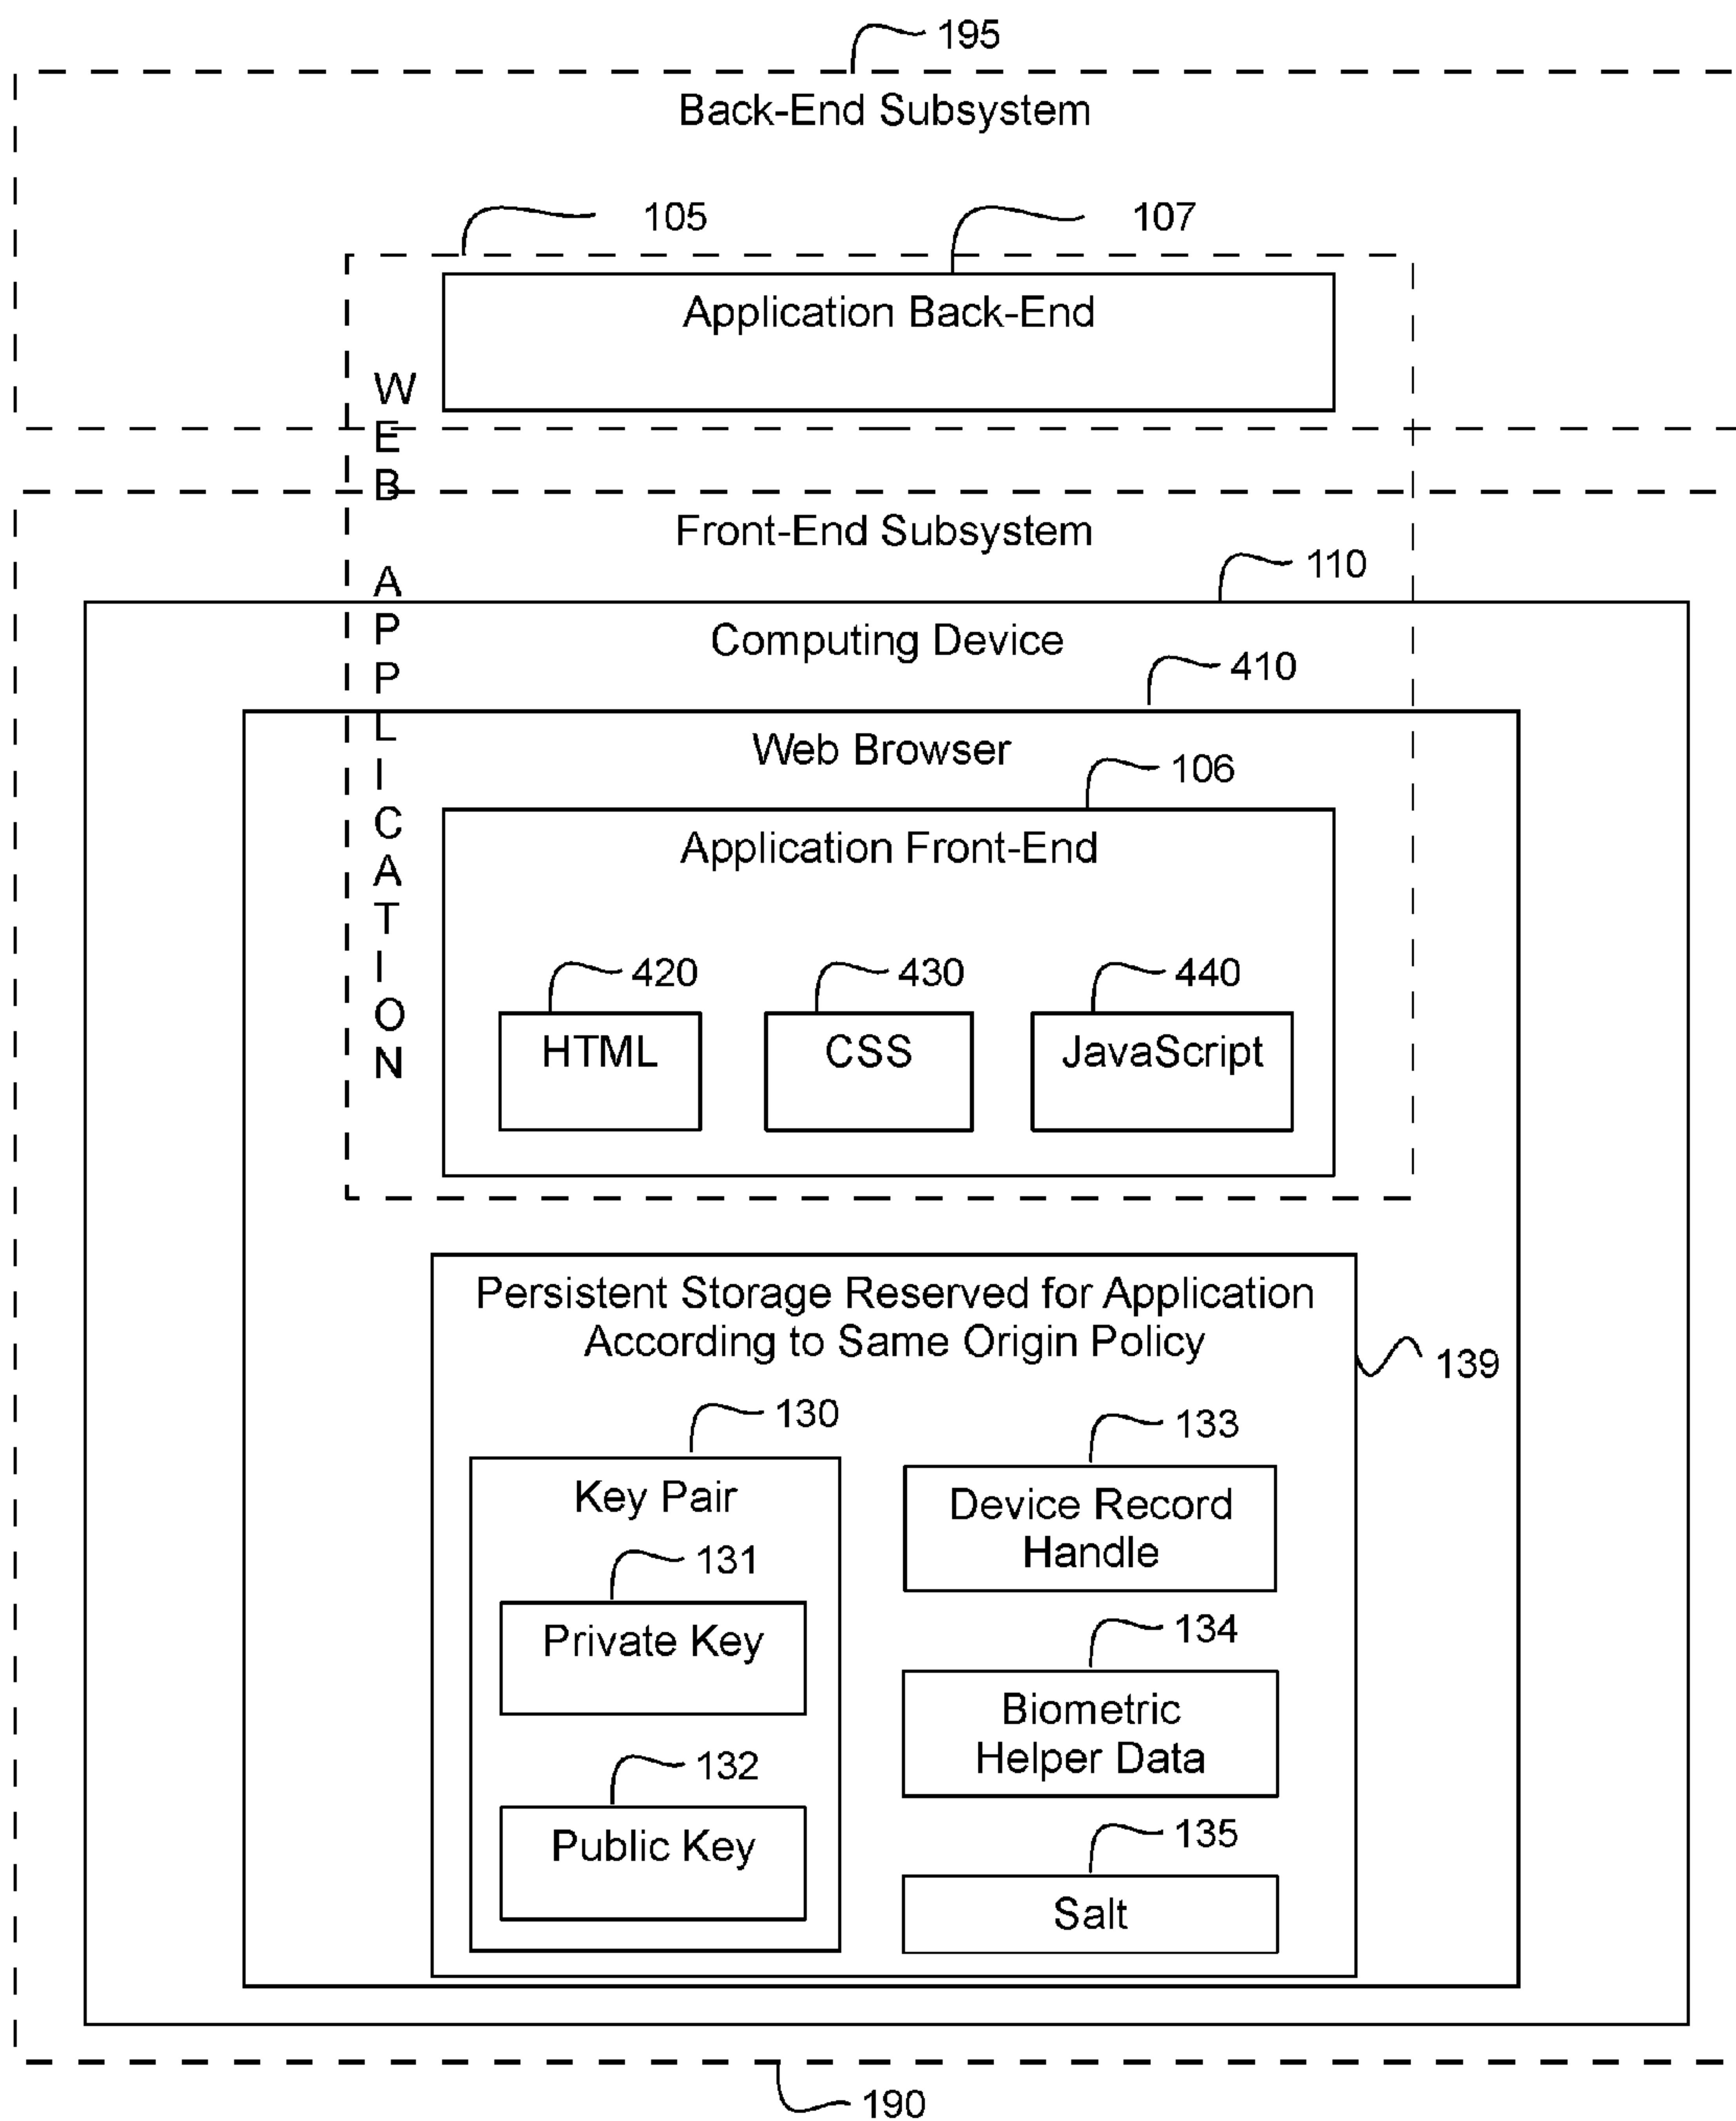 195
Back-End Subsystem
105
107
Application Back-End
WEB APPLICATION
Front-End Subsystem
110
Computing Device
410
Web Browser
106
Application Front-End
420
430
440
HTML
CSS
JavaScript
Persistent Storage Reserved for Application
According to Same Origin Policy
139
130
133
Key Pair
Device Record
Handle
131
Private Key
134
Biometric
Helper Data
132
Public Key
135
Salt
190